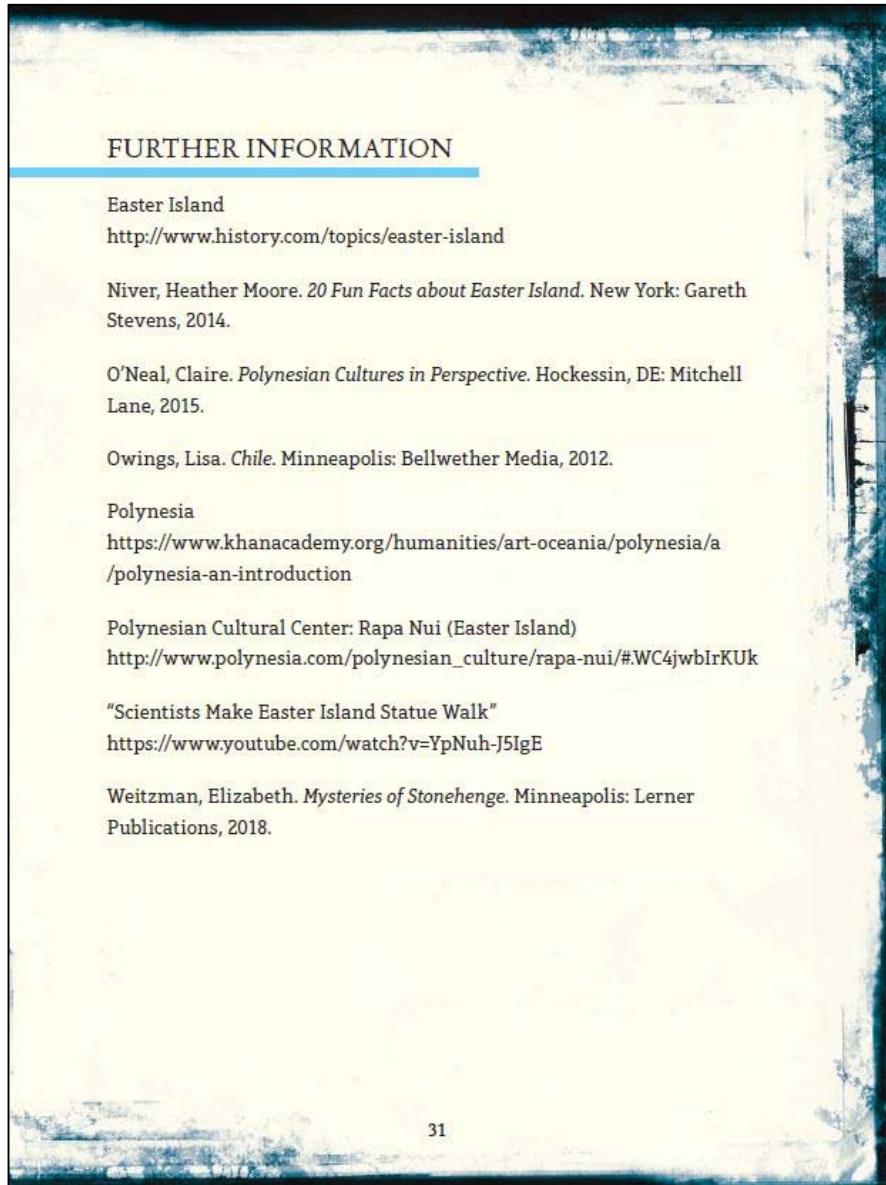 FURTHER INFORMATION
Easter Island
http://www.history.com/topics/easter-island
Niver, Heather Moore. 20 Fun Facts about Easter Island. New York: Gareth
Stevens, 2014.
O’Neal, Claire. Polynesian Cultures in Perspective. Hockessin, DE: Mitchell
Lane, 2015.
Owings, Lisa. Chile. Minneapolis: Bellwether Media, 2012.
Polynesia
https://www.khanacademy.org/humanities/art-oceania/polynesia/a
/polynesia-an-introduction
Polynesian Cultural Center: Rapa Nui (Easter Island)
http://www.polynesia.com/polynesian_culture/rapa-nui/#.WC4jwbIrKUk
“Scientists Make Easter Island Statue Walk”
https://www.youtube.com/watch?v=YpNuh-J5IgE
Weitzman, Elizabeth. Mysteries of Stonehenge. Minneapolis: Lerner
Publications, 2018.
31